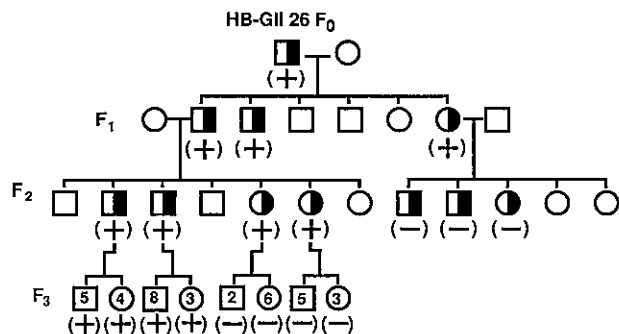 HB-GII 26 F0
(+)
F1
(+) (+) (+)
F2
(+) (+) (+) (+) (−) (−) (−)
F3 5 4 8 3 2 6 5 3
(+) (+) (+) (+) (−) (−) (−) (−)